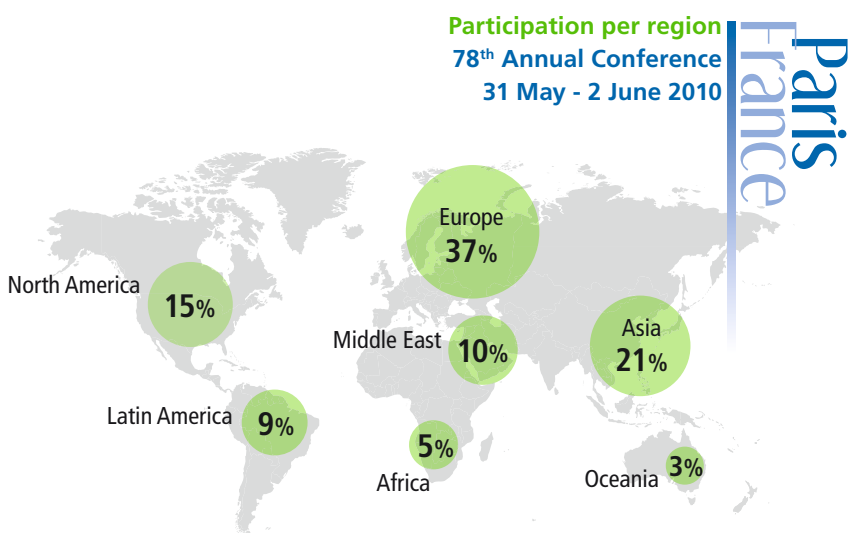 Participation per region
78th Annual Conference
31 May - 2 June 2010
Paris
France
Europe
37%
North America
15%
Asia
21%
Middle East
10%
Latin America
9%
Africa
5%
Oceania
3%